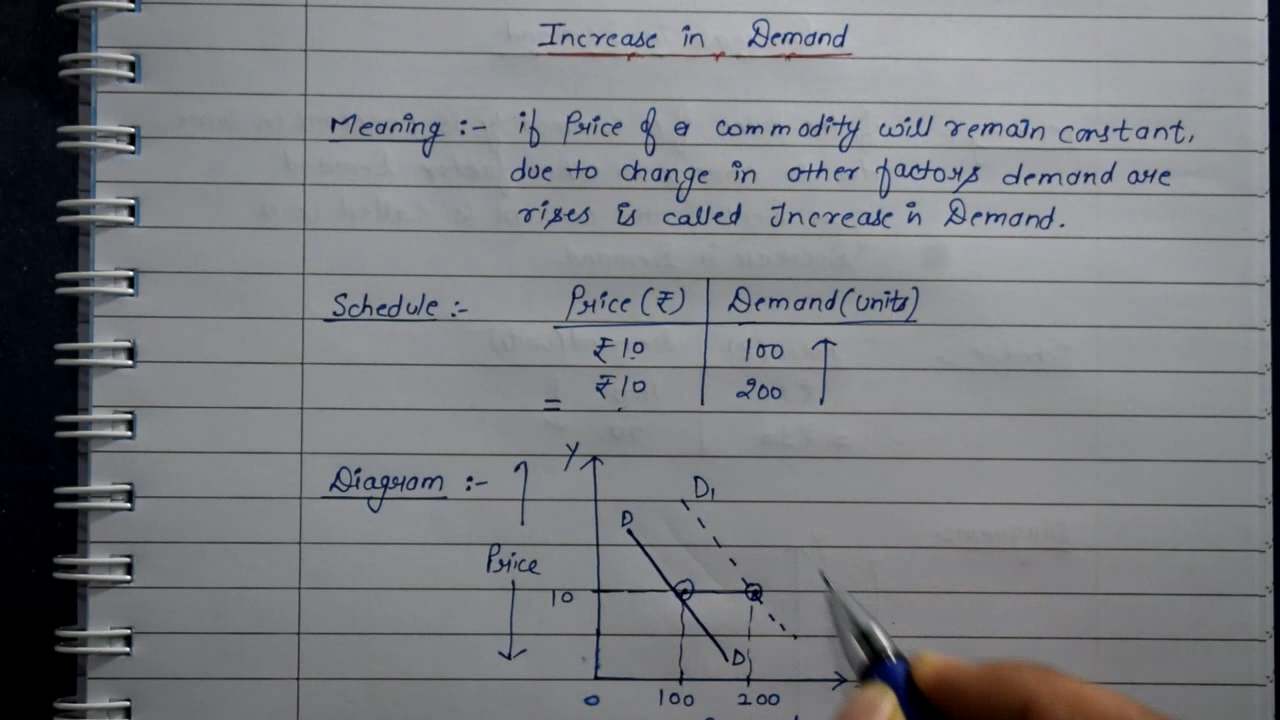 Increase in Demand
Meaning :- if Price of a commodity will remain constant,
due to change in other factors demand are
rises is called Increase in Demand.
Schedule :- Price (₹) Demand (units)
₹10 100
₹10 200
=
Diagram :-
Y
D1
D
Price
10
D
0 100 200